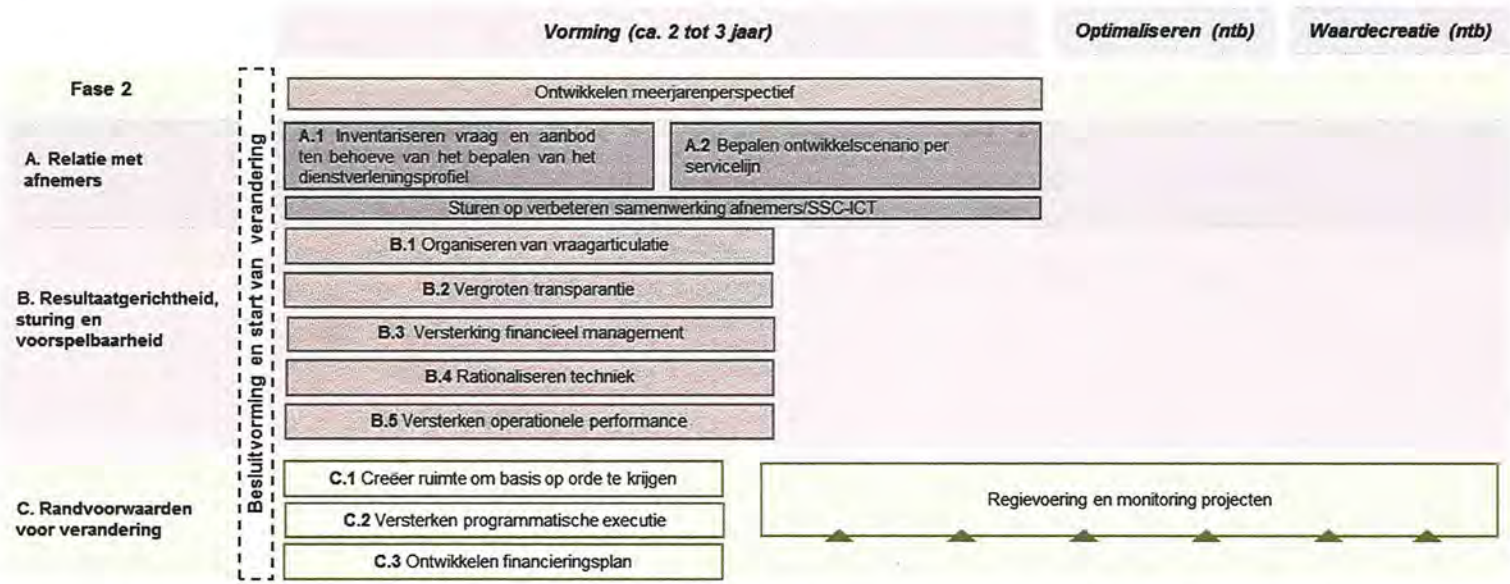 Vorming (ca. 2 tot 3 jaar)
Optimaliseren (ntb)
Waardecreatie (ntb)
Fase 2
Besluitvorming en start van verandering
Ontwikkelen meerjarenperspectief
A. Relatie met
afnemers
A.1 Inventariseren vraag en aanbod
ten behoeve van het bepalen van het
dienstverleningsprofiel
A.2 Bepalen ontwikkelscenario per
servicelijn
Sturen op verbeteren samenwerking afnemers/SSC-ICT
B. Resultaatgerichtheid,
sturing en
voorspelbaarheid
B.1 Organiseren van vraagarticulatie
B.2 Vergroten transparantie
B.3 Versterking financieel management
B.4 Rationaliseren techniek
B.5 Versterken operationele performance
C. Randvoorwaarden
voor verandering
C.1 Creëer ruimte om basis op orde te krijgen
C.2 Versterken programmatische executie
C.3 Ontwikkelen financieringsplan
Regievoering en monitoring projecten